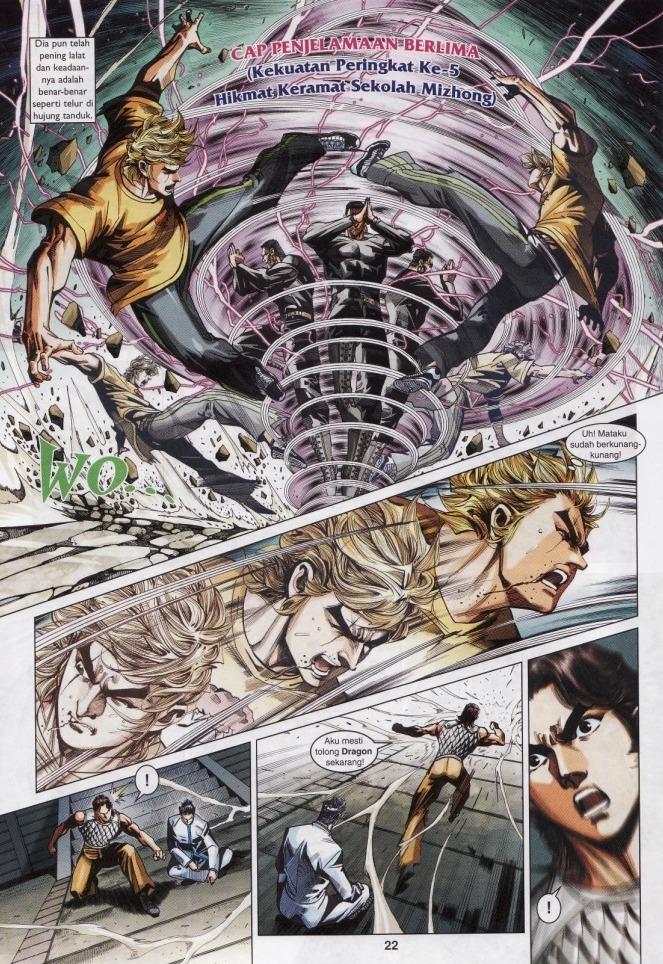 Dia pun telah
pening lalat
dan keadaan-
nya adalah
benar-benar
seperti telur di
hujung tanduk.
CAP PENJELAMAAN BERLIMA
(Kekuatan Peringkat Ke-5
Hikmat Keramat Sekolah Mizhong)
WO...
Uh! Mataku
sudah berkunang-
kunang!
!
Aku mesti
tolong Dragon
sekarang!
!
22